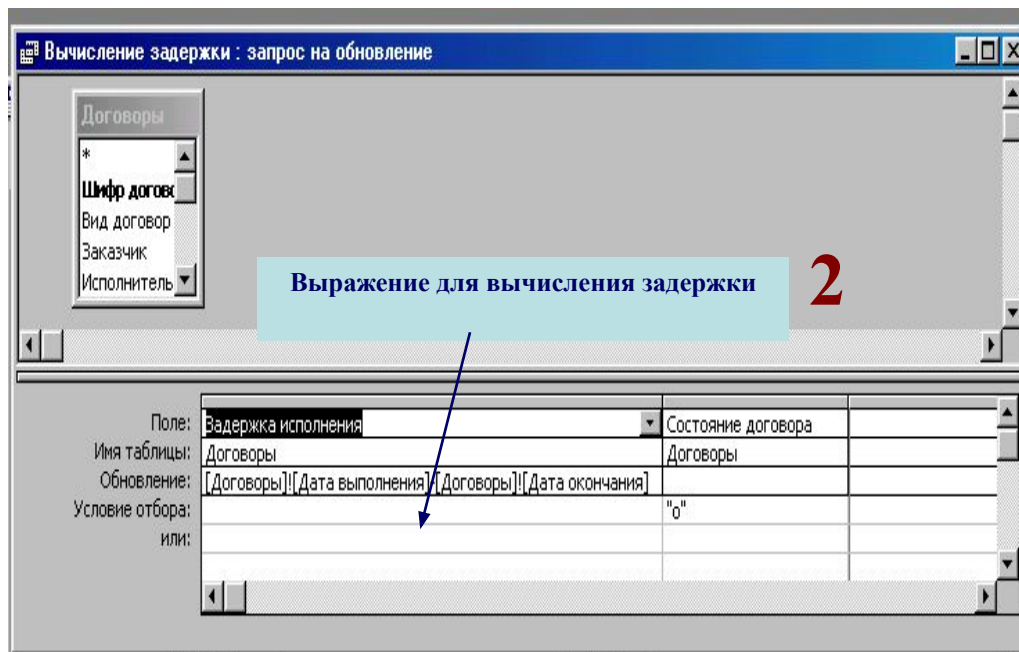 Вычисление задержки : запрос на обновление
Договоры
*
Шифр догово
Вид договор
Заказчик
Исполнитель
Выражение для вычисления задержки
2
Поле: Задержка исполнения Состояние договора
Имя таблицы: Договоры Договоры
Обновление: [Договоры]![Дата выполнения]-[Договоры]![Дата окончания]
Условие отбора: "о"
или: